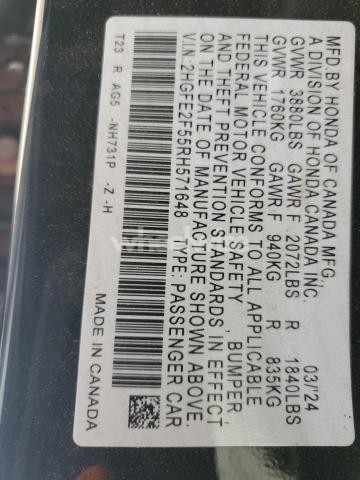 MFD BY HONDA OF CANADA MFG.
A DIVISION OF HONDA CANADA INC. 03/'24
GVWR 3880LBS GAWR F 2072LBS R 1840LBS
GVWR 1760KG GAWR F 940KG R 835KG
THIS VEHICLE CONFORMS TO ALL APPLICABLE
FEDERAL MOTOR VEHICLE SAFETY, BUMPER,
AND THEFT PREVENTION STANDARDS IN EFFECT
ON THE DATE OF MANUFACTURE SHOWN ABOVE.
V.I.N: 2HGFE2F55RH571648 TYPE: PASSENGER CAR
T23 R AG5 -NH731P -Z -H MADE IN CANADA